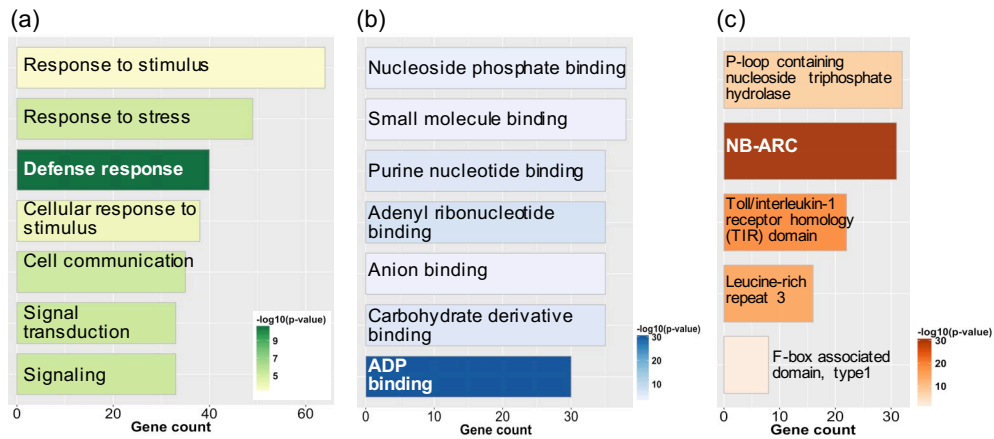 (a)
Response to stimulus
Response to stress
Defense response
Cellular response to
stimulus
Cell communication
Signal
transduction
Signaling
-log10(p-value)
9
7
5
0
20
40
60
Gene count
(b)
Nucleoside phosphate binding
Small molecule binding
Purine nucleotide binding
Adenyl ribonucleotide
binding
Anion binding
Carbohydrate derivative
binding
ADP
binding
-log10(p-value)
30
20
10
0
10
20
30
Gene count
(c)
P-loop containing
nucleoside triphosphate
hydrolase
NB-ARC
Toll/interleukin-1
receptor homology
(TIR) domain
Leucine-rich
repeat 3
F-box associated
domain, type1
-log10(p-value)
30
20
10
0
10
20
30
Gene count